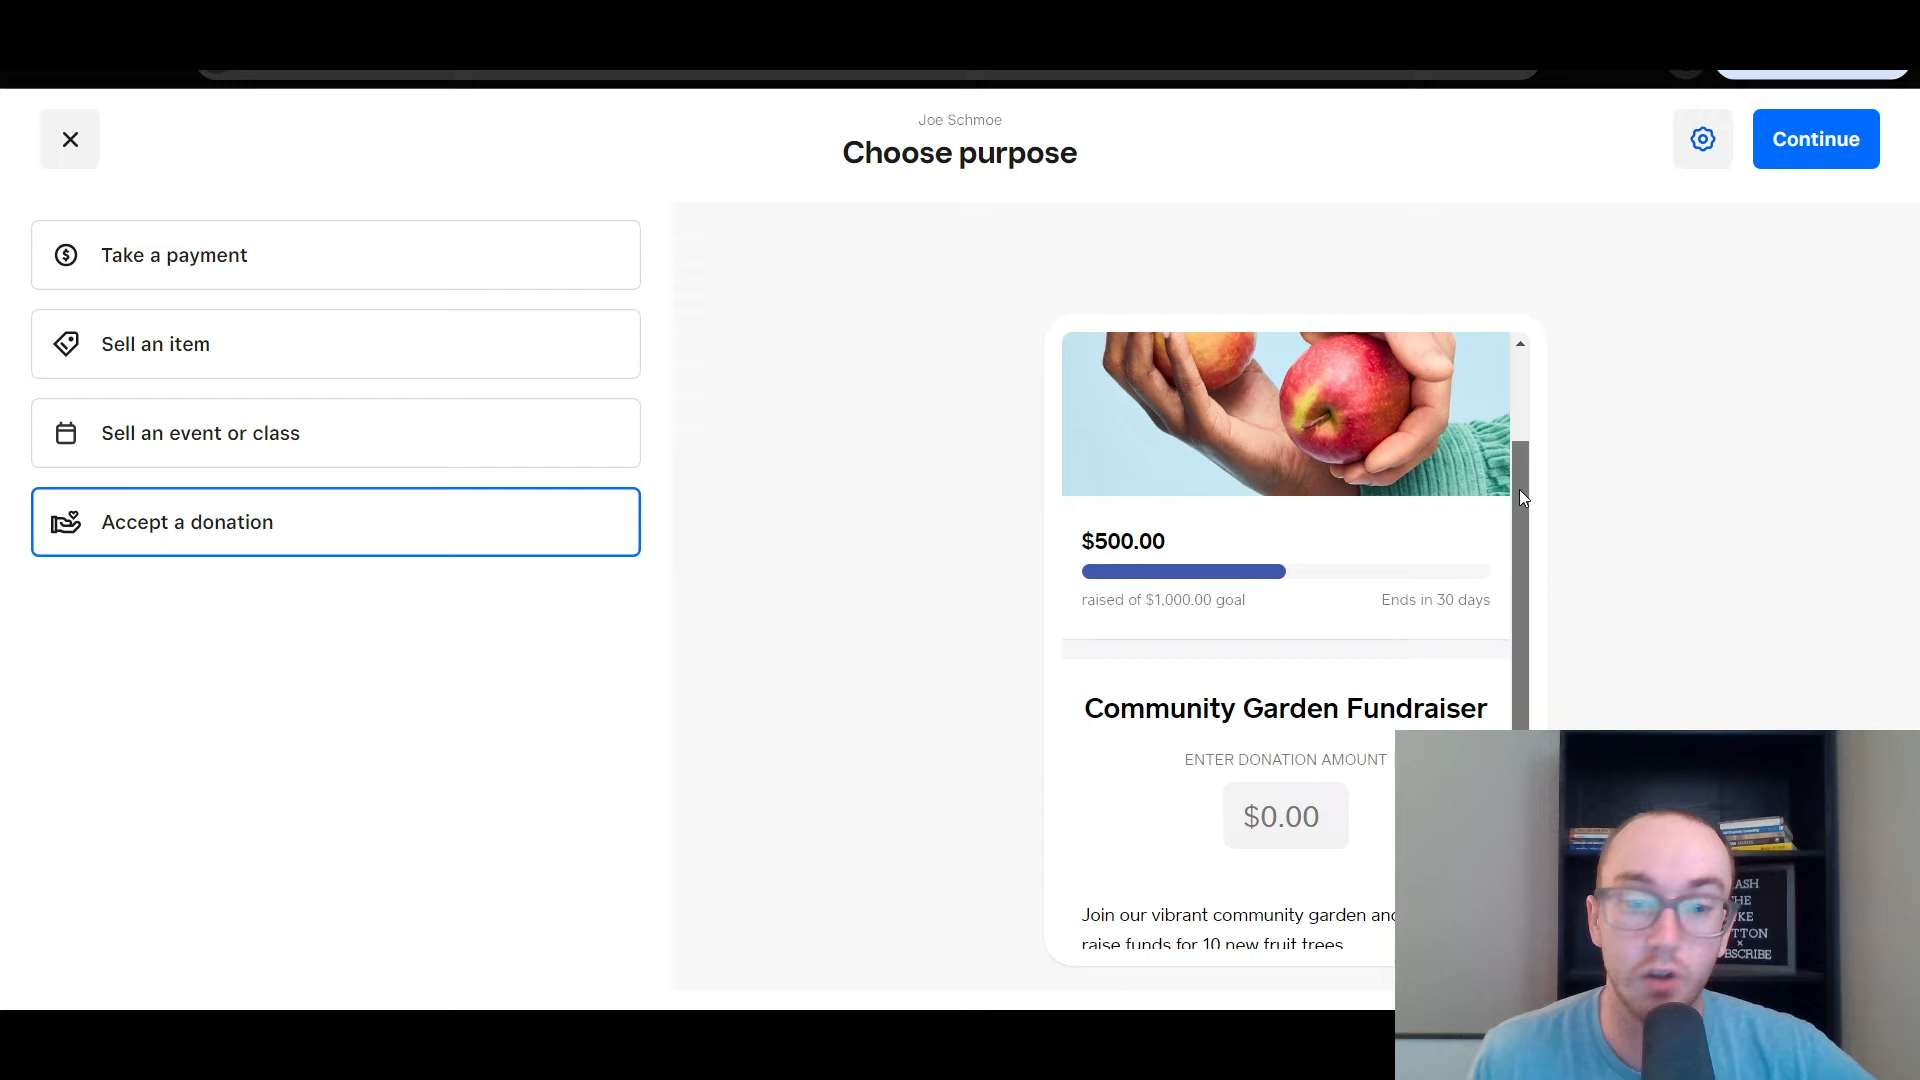 Joe Schmoe
Choose purpose
Continue
Take a payment
Sell an item
Sell an event or class
Accept a donation
$500.00
raised of $1,000.00 goal
Ends in 30 days
Community Garden Fundraiser
ENTER DONATION AMOUNT
$0.00
Join our vibrant community garden and
raise funds for 10 new fruit trees
ASH
THE
KE
TTON
×
BSCRIBE